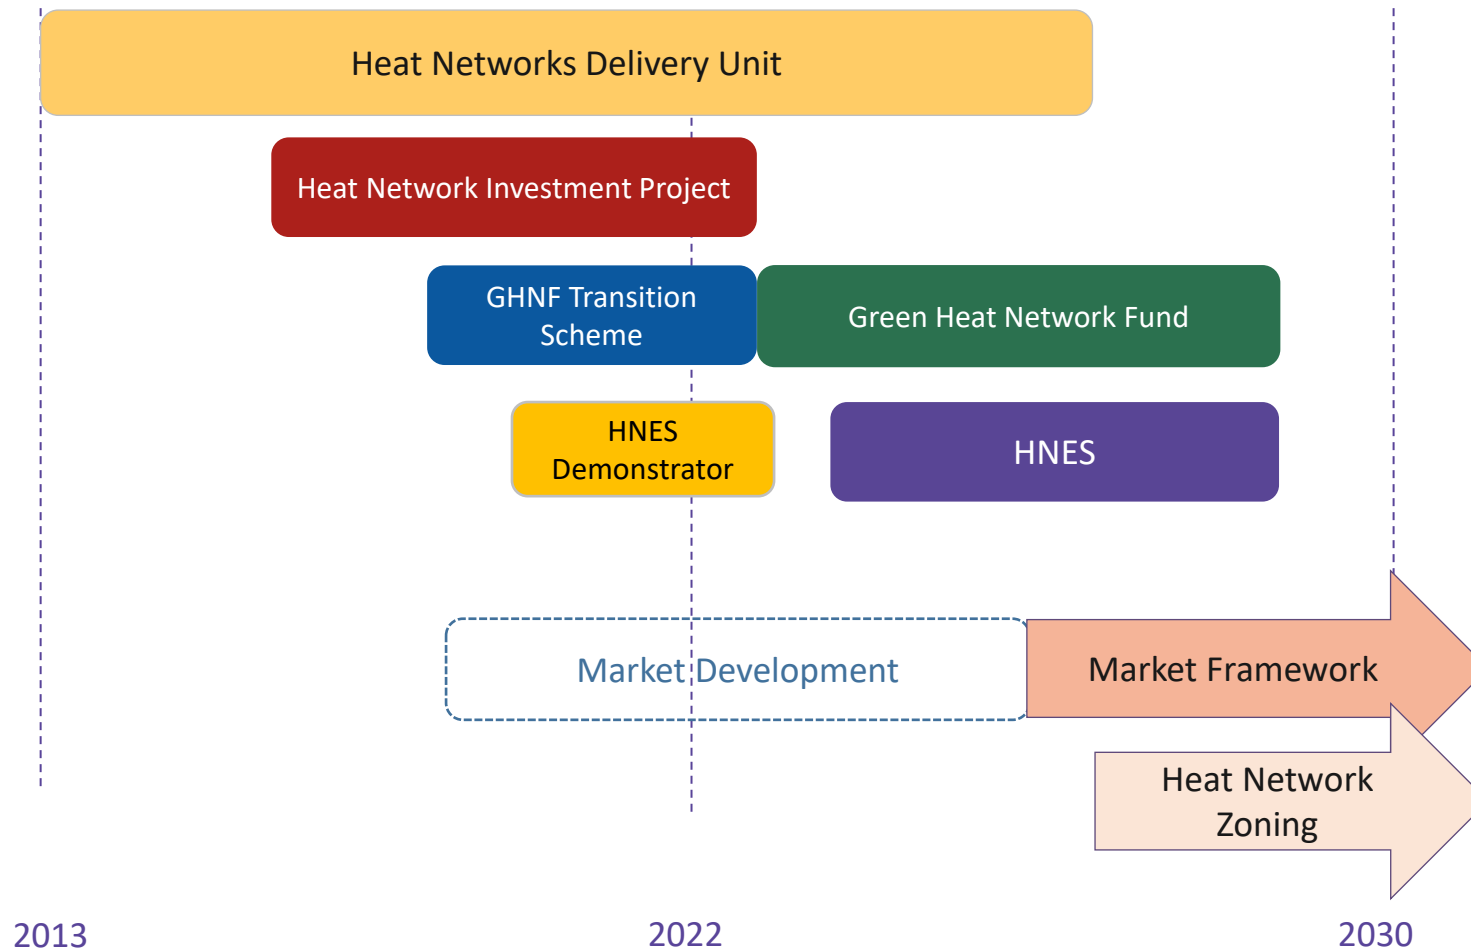 Heat Networks Delivery Unit
Heat Network Investment Project
GHNF Transition
Scheme
Green Heat Network Fund
HNES
Demonstrator
HNES
Market Development
Market Framework
Heat Network
Zoning
2013
2022
2030